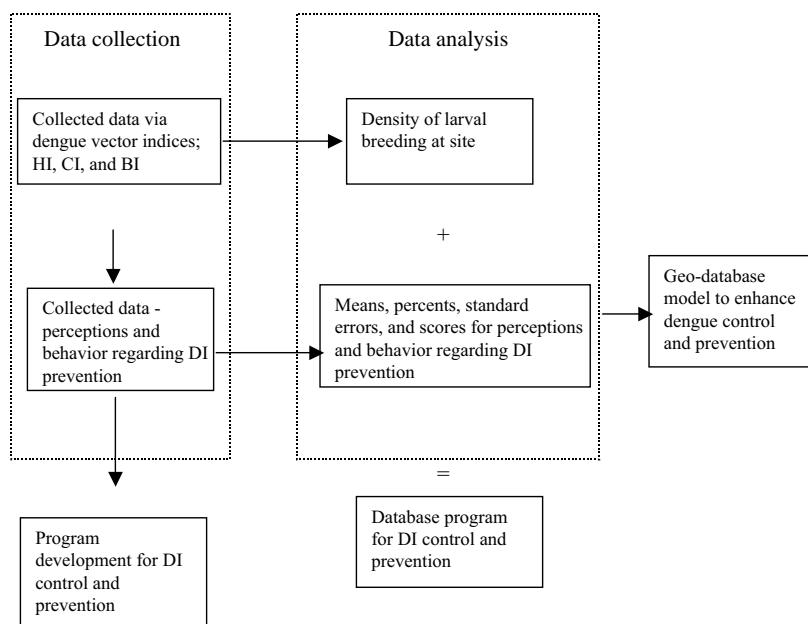 Data collection
Data analysis
Collected data via
dengue vector indices;
HI, CI, and BI
Density of larval
breeding at site
+
Collected data -
perceptions and
behavior regarding DI
prevention
Means, percents, standard
errors, and scores for perceptions
and behavior regarding DI
prevention
Geo-database
model to enhance
dengue control
and prevention
=
Program
development for DI
control and
prevention
Database program
for DI control and
prevention